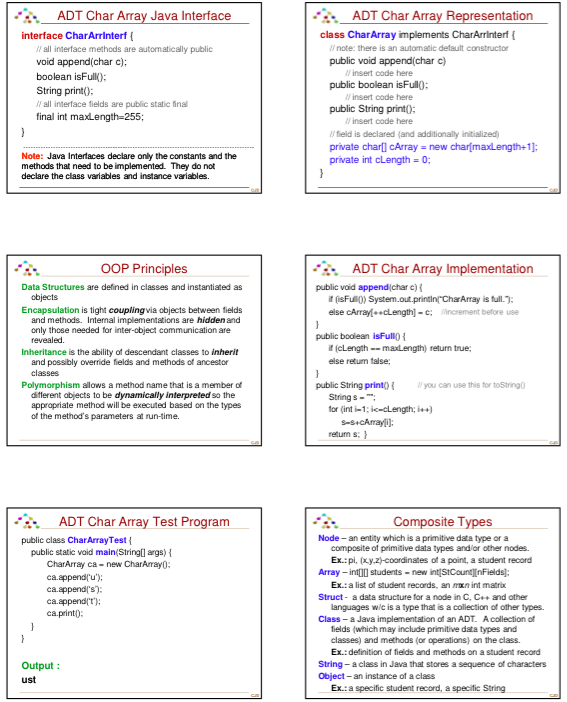 ADT Char Array Java Interface
interface CharArrInterf {
// all interface methods are automatically public
void append(char c);
boolean isFull();
String print();
// all interface fields are public static final
final int maxLength=255;
}
Note: Java Interfaces declare only the constants and the
methods that need to be implemented. They do not
declare the class variables and instance variables.
ADT Char Array Representation
class CharArray implements CharArrInterf {
// note: there is an automatic default constructor
public void append(char c)
// insert code here
public boolean isFull();
// insert code here
public String print();
// insert code here
// field is declared (and additionally initialized)
private char[] cArray = new char[maxLength+1];
private int cLength = 0;
}
OOP Principles
Data Structures are defined in classes and instantiated as
objects
Encapsulation is tight coupling via objects between fields
and methods. Internal implementations are hidden and
only those needed for inter-object communication are
revealed.
Inheritance is the ability of descendant classes to inherit
and possibly override fields and methods of ancestor
classes
Polymorphism allows a method name that is a member of
different objects to be dynamically interpreted so the
appropriate method will be executed based on the types
of the method's parameters at run-time.
ADT Char Array Implementation
public void append(char c) {
if (isFull()) System.out.println("CharArray is full.");
else cArray[++cLength] = c; //increment before use
}
public boolean isFull() {
if (cLength == maxLength) return true;
else return false;
}
public String print() { // you can use this for toString()
String s = "";
for (int i=1; i<=cLength; i++)
s=s+cArray[i];
return s; }
ADT Char Array Test Program
public class CharArrayTest {
public static void main(String[] args) {
CharArray ca = new CharArray();
ca.append('u');
ca.append('s');
ca.append('t');
ca.print();
}
}
Output :
ust
Composite Types
Node – an entity which is a primitive data type or a
composite of primitive data types and/or other nodes.
Ex.: pi, (x,y,z)-coordinates of a point, a student record
Array – int[][] students = new int[StCount][nFields];
Ex.: a list of student records, an mxn int matrix
Struct - a data structure for a node in C, C++ and other
languages w/c is a type that is a collection of other types.
Class – a Java implementation of an ADT. A collection of
fields (which may include primitive data types and
classes) and methods (or operations) on the class.
Ex.: definition of fields and methods on a student record
String – a class in Java that stores a sequence of characters
Object – an instance of a class
Ex.: a specific student record, a specific String